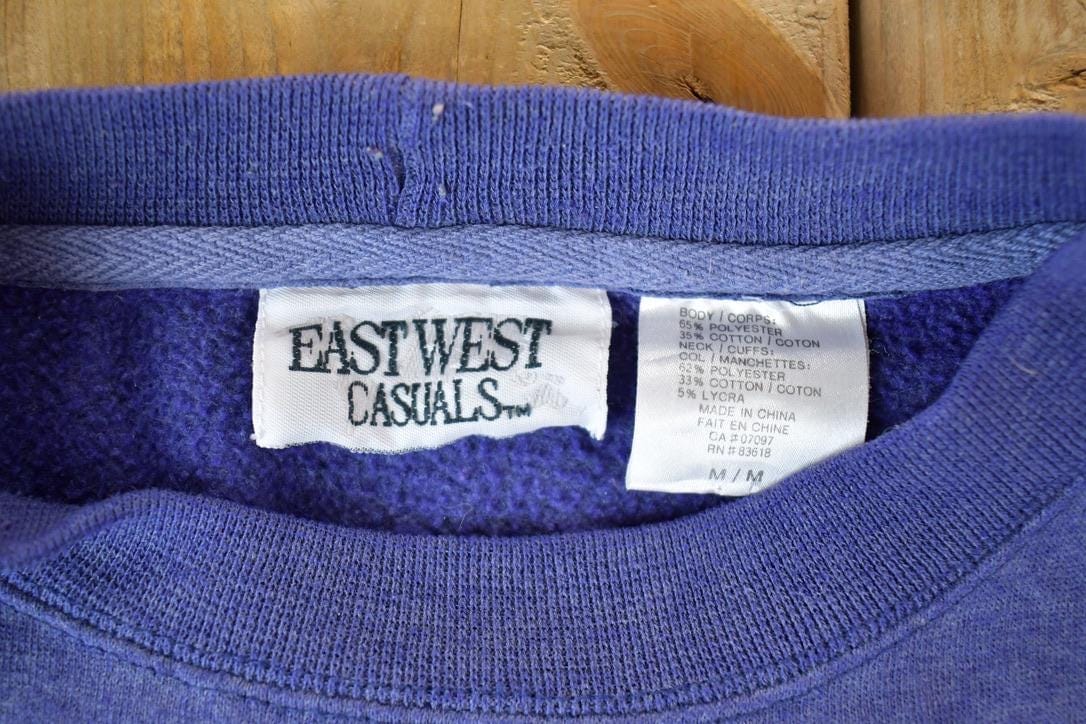 EAST WEST
CASUALS™
BODY / CORPS:
65% POLYESTER
35% COTTON / COTON
NECK / CUFFS:
COL / MANCHETTES:
62% POLYESTER
33% COTTON / COTON
5% LYCRA
MADE IN CHINA
FAIT EN CHINE
CA # 07097
RN # 83618
M / M